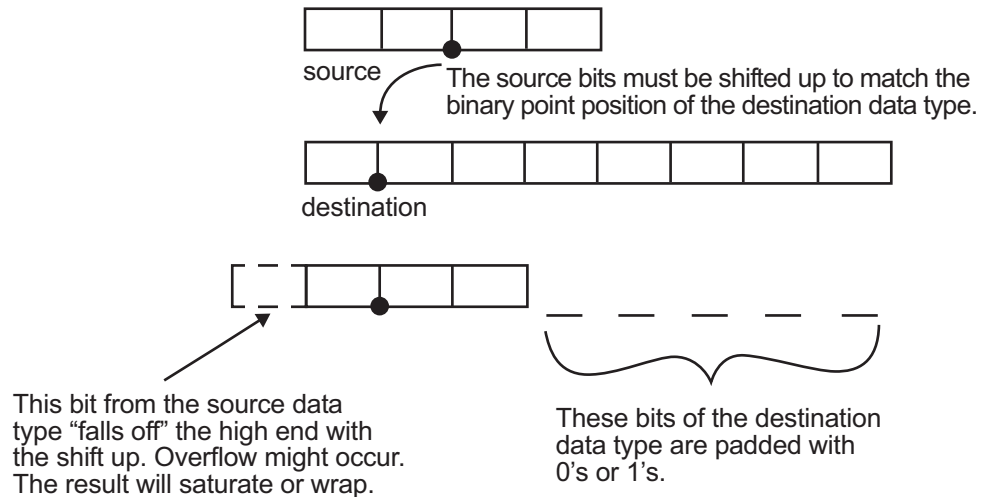 source
The source bits must be shifted up to match the
binary point position of the destination data type.
destination
This bit from the source data
type “falls off” the high end with
the shift up. Overflow might occur.
The result will saturate or wrap.
These bits of the destination
data type are padded with
0's or 1's.